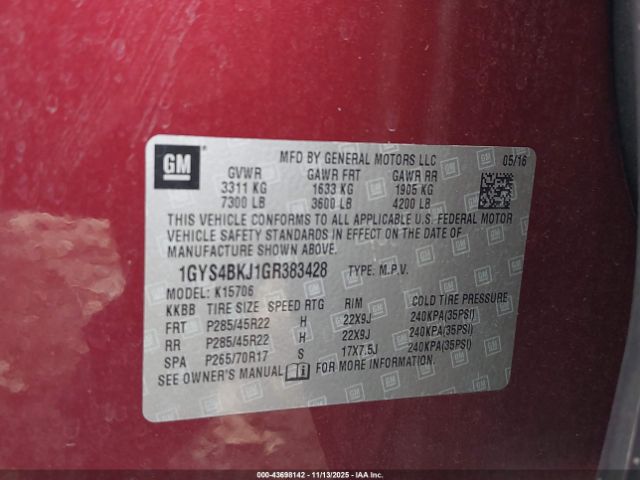 GM
MFD BY GENERAL MOTORS LLC 05/16
GVWR GAWR FRT GAWR RR
3311 KG 1633 KG 1905 KG
7300 LB 3600 LB 4200 LB
THIS VEHICLE CONFORMS TO ALL APPLICABLE U.S. FEDERAL MOTOR
VEHICLE SAFETY STANDARDS IN EFFECT ON THE DATE OF
MANUFACTURE SHOWN ABOVE.
1GYS4BKJ1GR383428 TYPE: M.P.V.
MODEL: K15706
KKBB TIRE SIZE SPEED RTG RIM COLD TIRE PRESSURE
FRT P285/45R22 H 22X9J 240KPA(35PSI)
RR P285/45R22 H 22X9J 240KPA(35PSI)
SPA P265/70R17 S 17X7.5J 240KPA(35PSI)
SEE OWNER'S MANUAL FOR MORE INFORMATION.
000-43698142 - 11/13/2025 - IAAI.COM